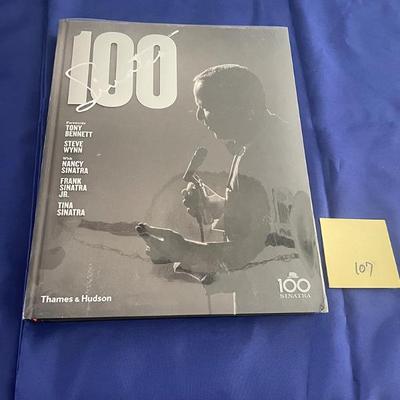 100
Sinatra
Forewords
TONY
BENNETT
STEVE
WYNN
With
NANCY
SINATRA
FRANK
SINATRA
JR.
TINA
SINATRA
Thames & Hudson
100
SINATRA
107